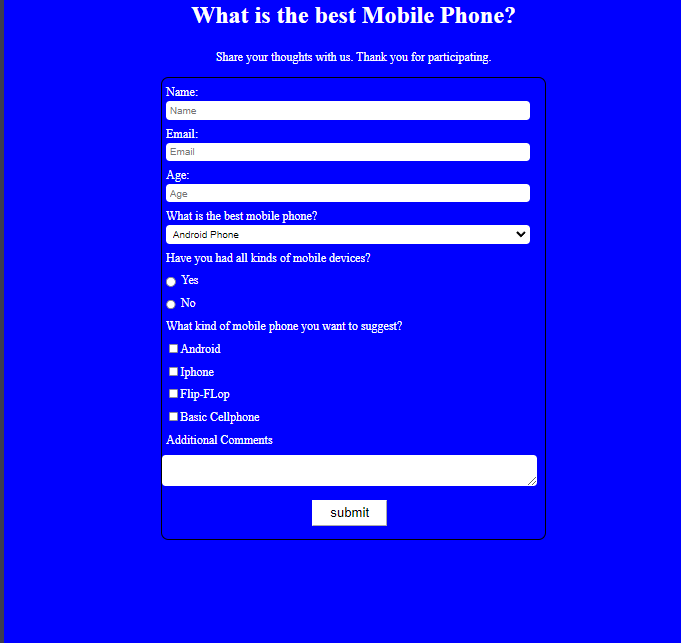 What is the best Mobile Phone?
Share your thoughts with us. Thank you for participating.
Name:
Name
Email:
Email
Age:
Age
What is the best mobile phone?
Android Phone
Have you had all kinds of mobile devices?
Yes
No
What kind of mobile phone you want to suggest?
Android
Iphone
Flip-FLop
Basic Cellphone
Additional Comments
submit